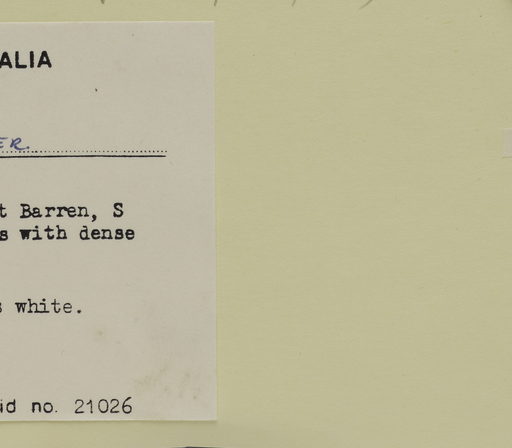 ALIA
ER.
t Barren, S
s with dense
s white.
id no. 21026